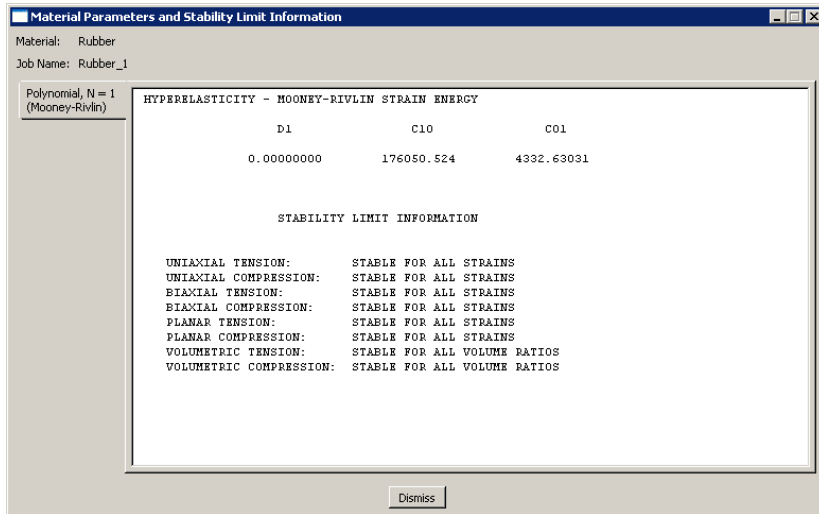 Material Parameters and Stability Limit Information
Material: Rubber
Job Name: Rubber_1
Polynomial, N = 1
(Mooney-Rivlin)
HYPERELASTICITY - MOONEY-RIVLIN STRAIN ENERGY
D1 C10 C01
0.00000000 176050.524 4332.63031
STABILITY LIMIT INFORMATION
UNIAXIAL TENSION: STABLE FOR ALL STRAINS
UNIAXIAL COMPRESSION: STABLE FOR ALL STRAINS
BIAXIAL TENSION: STABLE FOR ALL STRAINS
BIAXIAL COMPRESSION: STABLE FOR ALL STRAINS
PLANAR TENSION: STABLE FOR ALL STRAINS
PLANAR COMPRESSION: STABLE FOR ALL STRAINS
VOLUMETRIC TENSION: STABLE FOR ALL VOLUME RATIOS
VOLUMETRIC COMPRESSION: STABLE FOR ALL VOLUME RATIOS
Dismiss